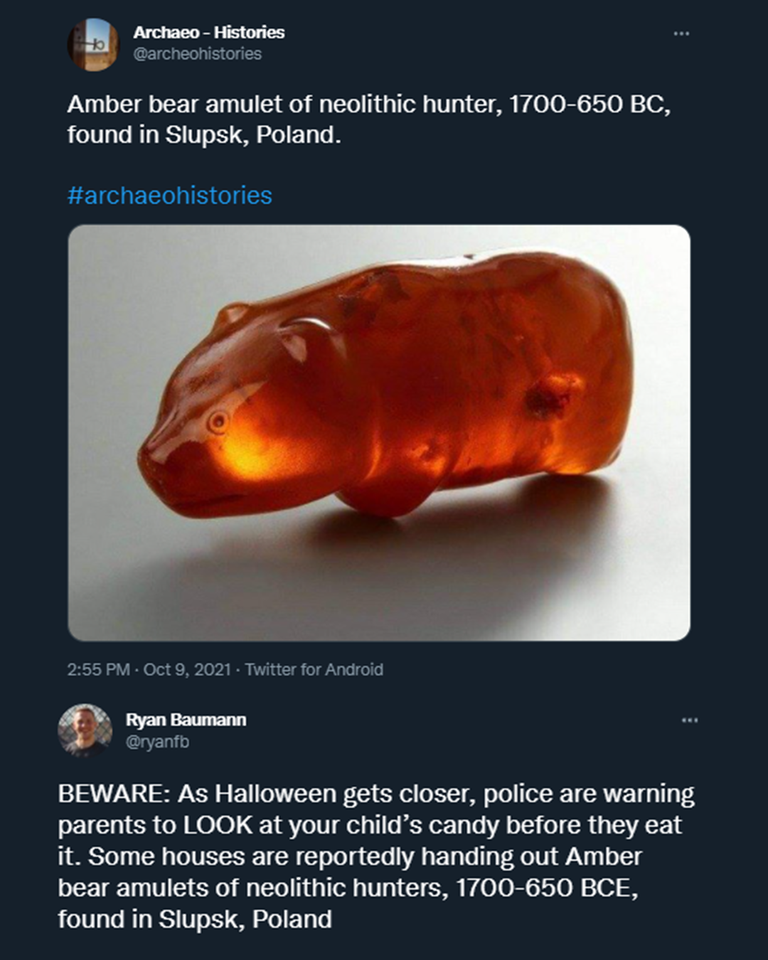 Archaeo - Histories
@archeohistories
Amber bear amulet of neolithic hunter, 1700-650 BC,
found in Slupsk, Poland.
#archaeohistories
2:55 PM · Oct 9, 2021 · Twitter for Android
Ryan Baumann
@ryanfb
BEWARE: As Halloween gets closer, police are warning
parents to LOOK at your child’s candy before they eat
it. Some houses are reportedly handing out Amber
bear amulets of neolithic hunters, 1700-650 BCE,
found in Slupsk, Poland